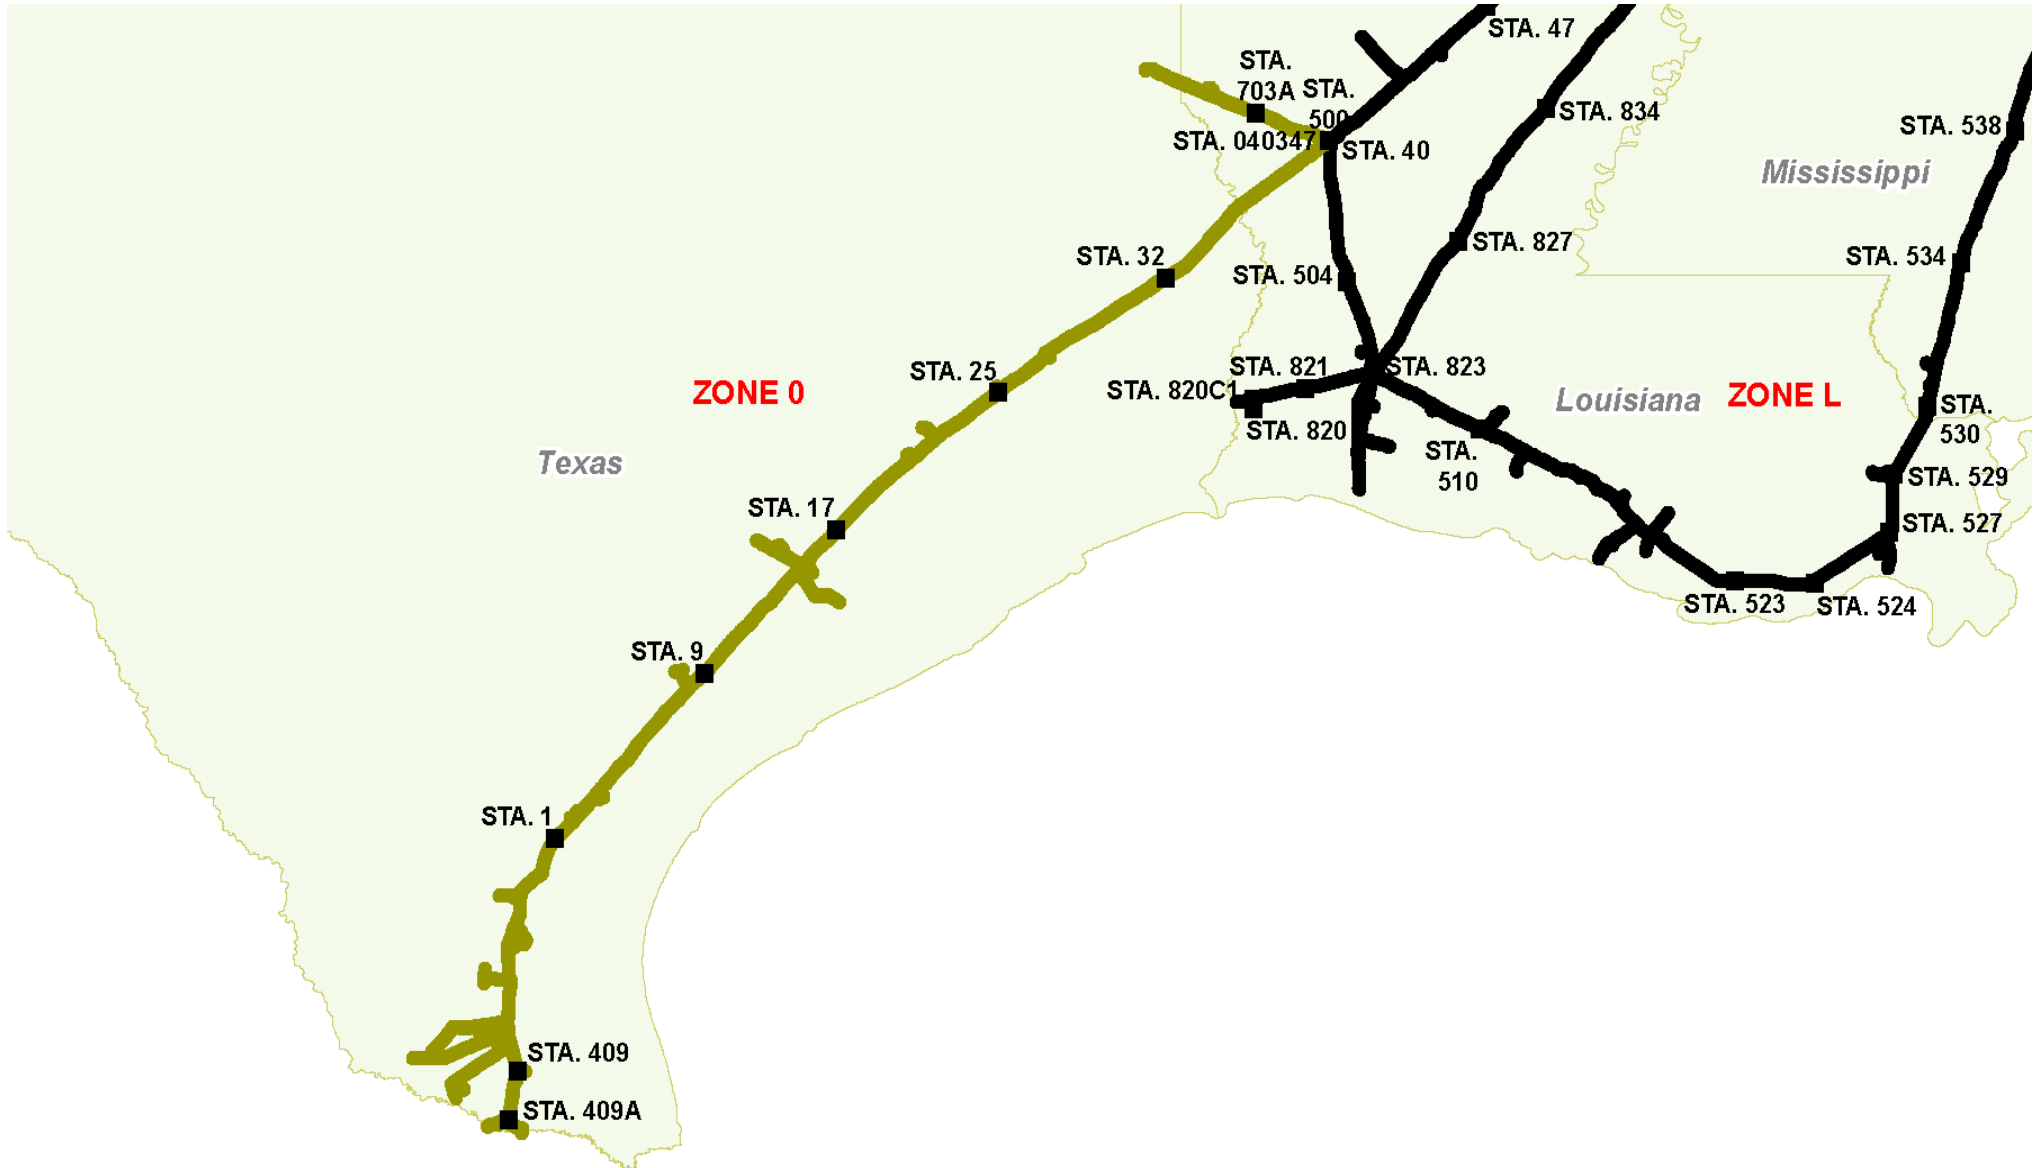 STA. 47
STA.
703A
STA.
500
STA. 834
STA. 538
STA. 040347
STA. 40
Mississippi
STA. 827
STA. 32
STA. 504
STA. 534
STA. 25
STA. 821
STA. 823
STA. 820C1
ZONE 0
Louisiana
ZONE L
STA.
530
STA. 820
STA.
510
Texas
STA. 529
STA. 17
STA. 527
STA. 523
STA. 524
STA. 9
STA. 1
STA. 409
STA. 409A